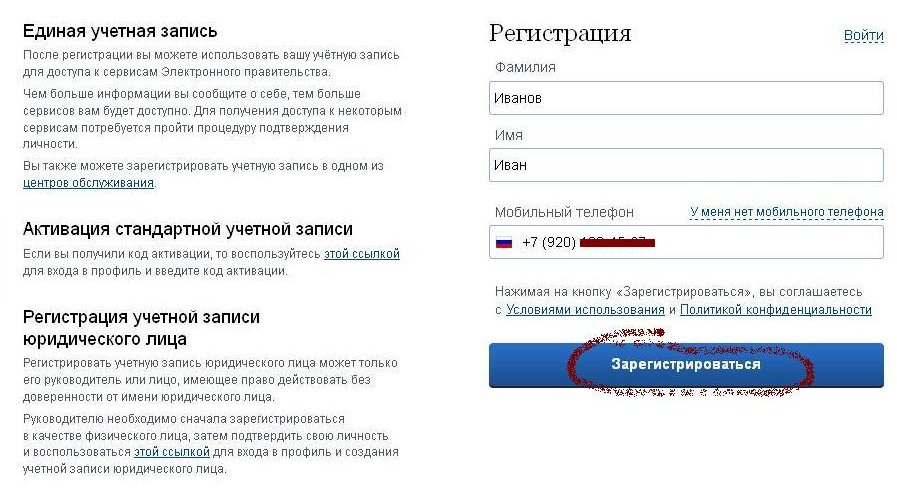 Единая учетная запись
После регистрации вы можете использовать вашу учётную запись
для доступа к сервисам Электронного правительства.
Чем больше информации вы сообщите о себе, тем больше
сервисов вам будет доступно. Для получения доступа к некоторым
сервисам потребуется пройти процедуру подтверждения
личности.
Вы также можете зарегистрировать учетную запись в одном из
центров обслуживания.
Активация стандартной учетной записи
Если вы получили код активации, то воспользуйтесь этой ссылкой
для входа в профиль и введите код активации.
Регистрация учетной записи
юридического лица
Регистрировать учетную запись юридического лица может только
его руководитель или лицо, имеющее право действовать без
доверенности от имени юридического лица.
Руководителю необходимо сначала зарегистрироваться
в качестве физического лица, затем подтвердить свою личность
и воспользоваться этой ссылкой для входа в профиль и создания
учетной записи юридического лица.
Регистрация
Войти
Фамилия
Иванов
Имя
Иван
Мобильный телефон
У меня нет мобильного телефона
+7 (920)
Нажимая на кнопку «Зарегистрироваться», вы соглашаетесь
с Условиями использования и Политикой конфиденциальности
Зарегистрироваться